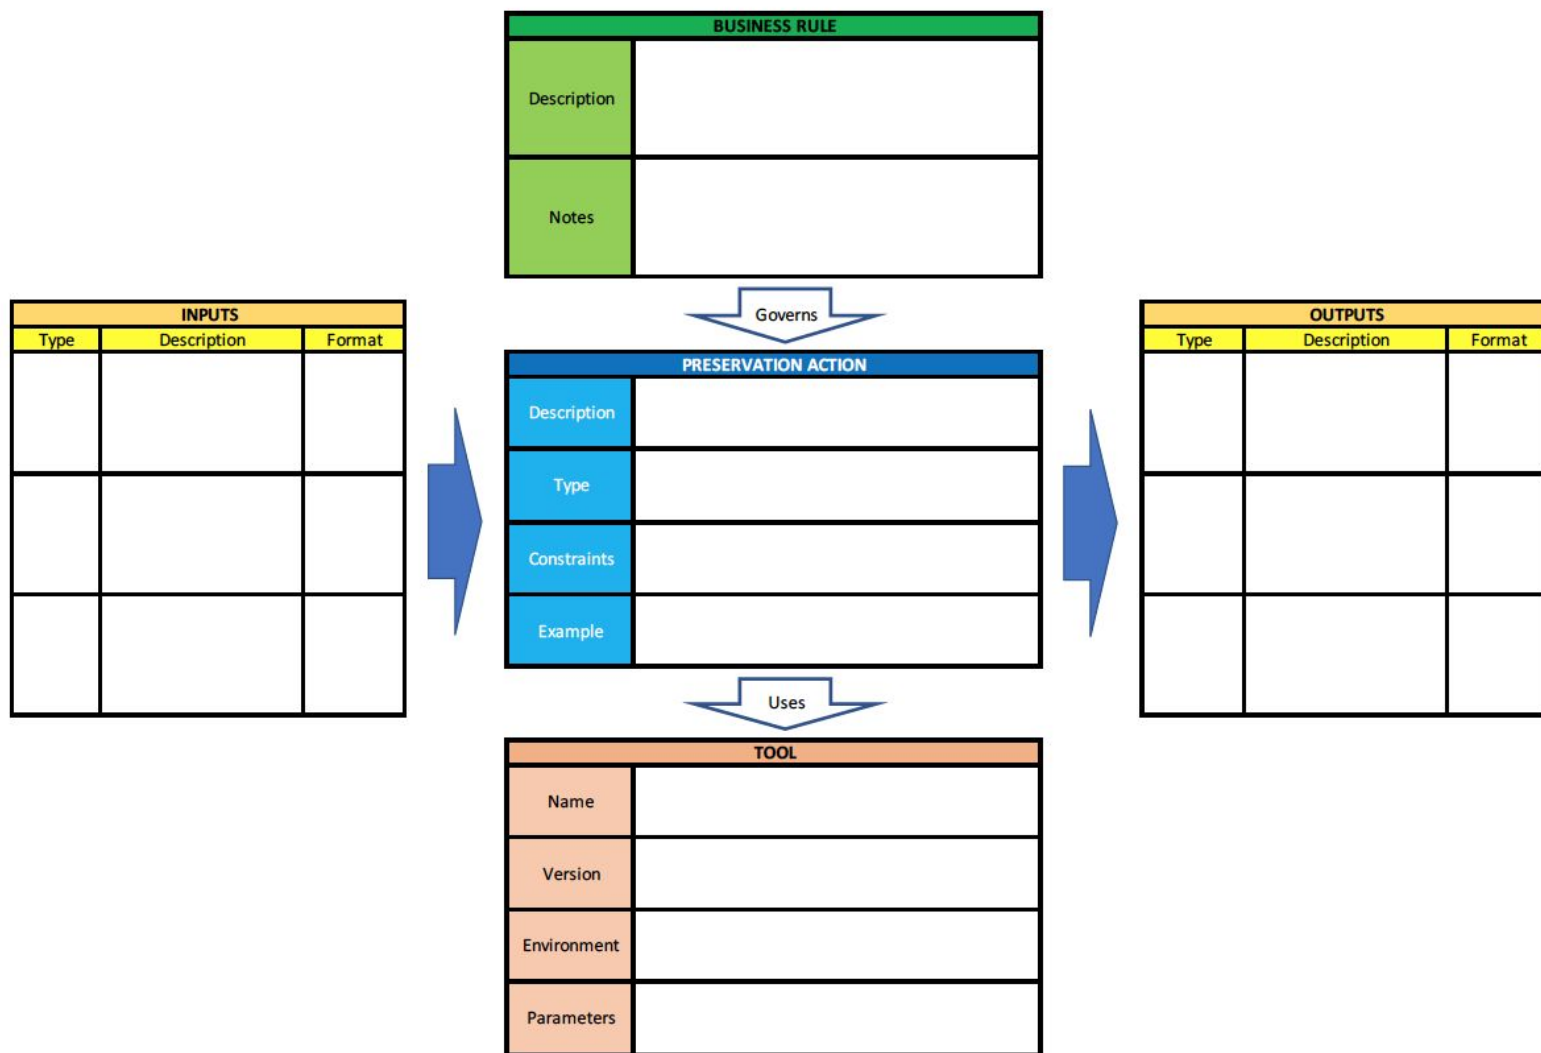 BUSINESS RULE
Description
Notes
Governs
INPUTS
Type Description Format
PRESERVATION ACTION
Description
Type
Constraints
Example
OUTPUTS
Type Description Format
Uses
TOOL
Name
Version
Environment
Parameters